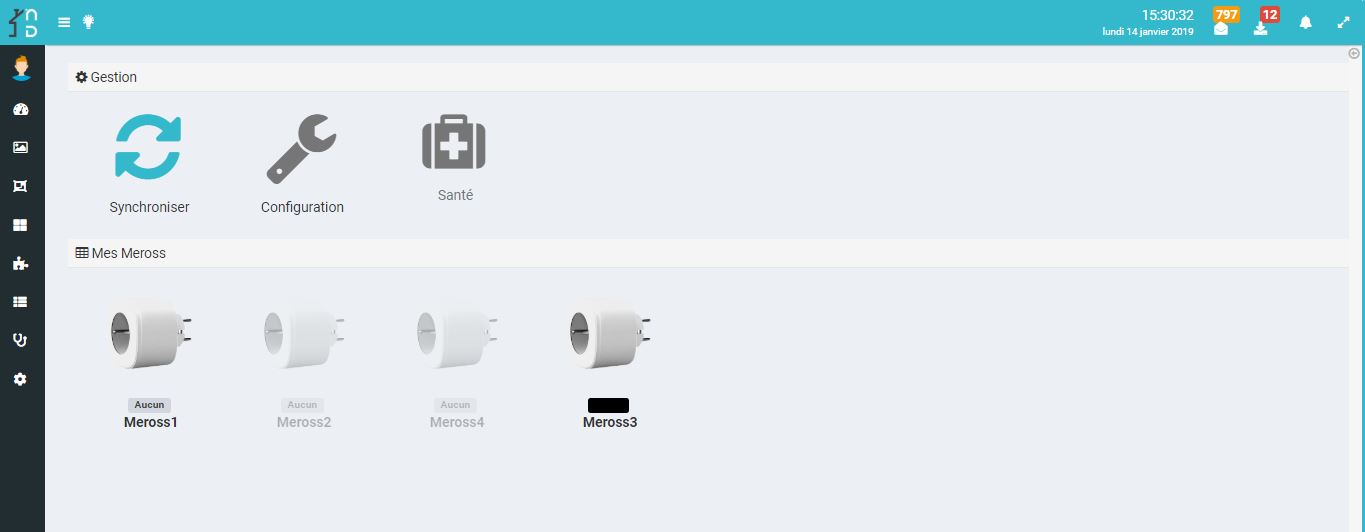 15:30:32
lundi 14 janvier 2019
797
12
Gestion
Synchroniser
Configuration
Santé
Mes Meross
Aucun
Aucun
Aucun
Meross1
Meross2
Meross4
Meross3